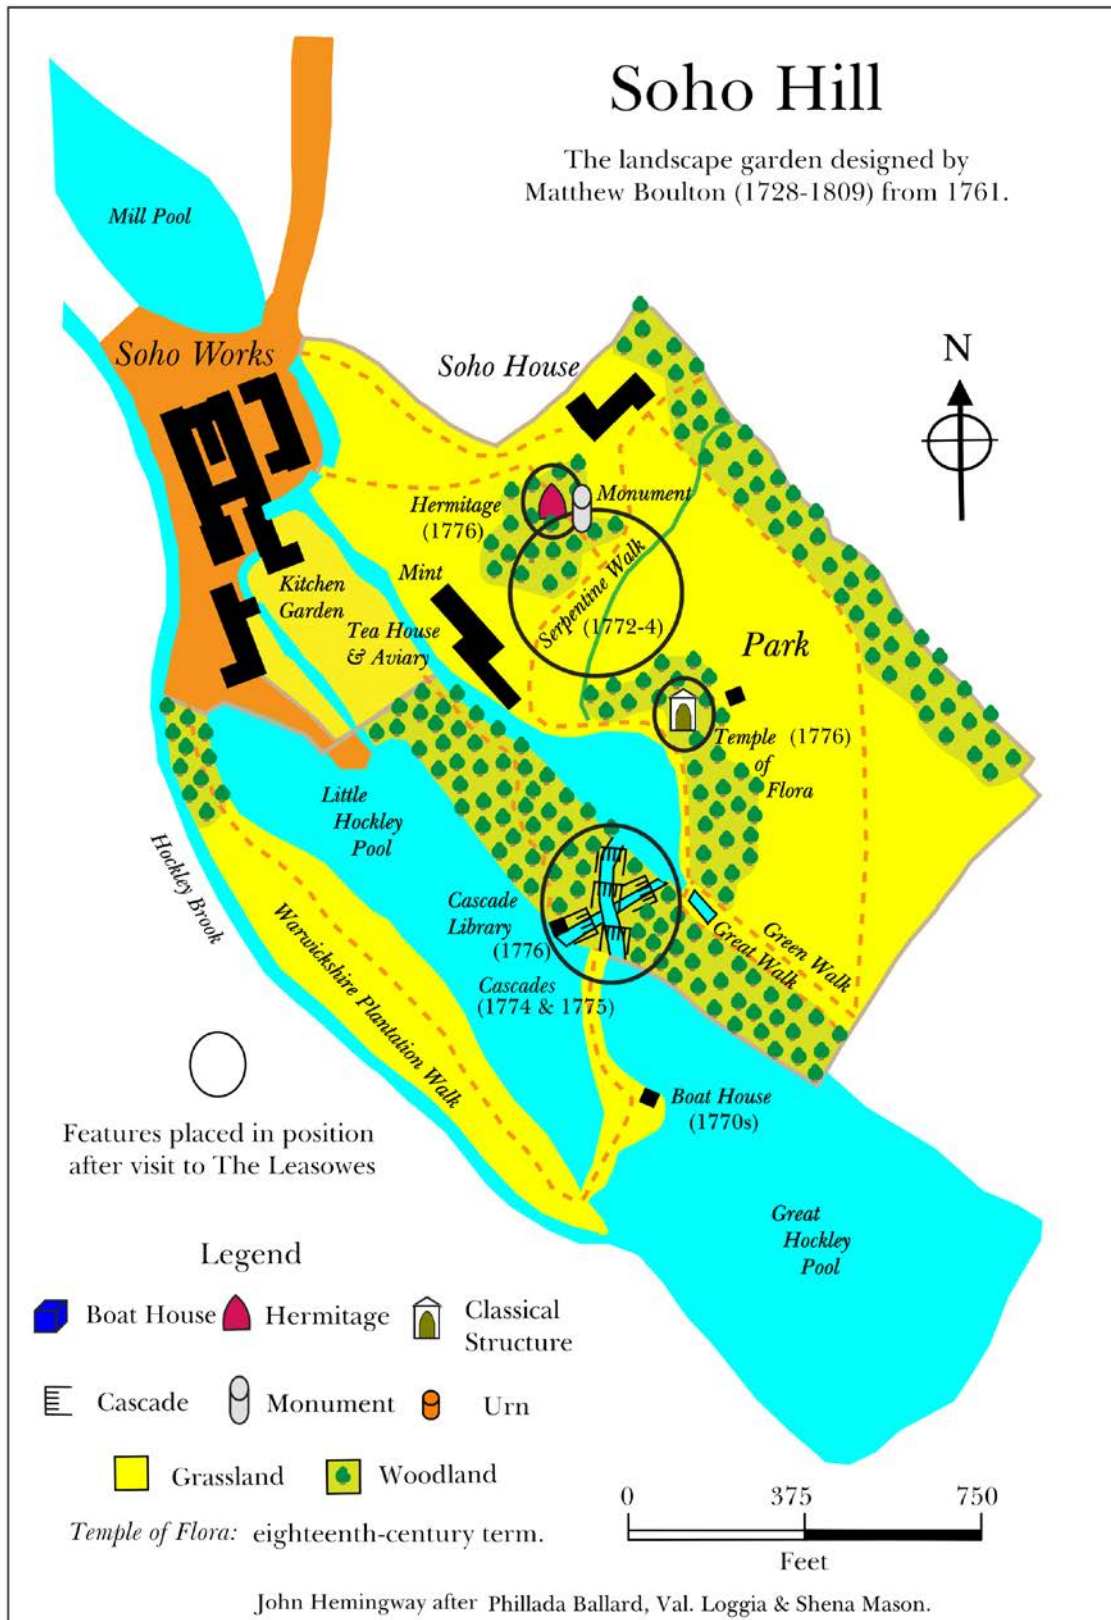 Soho Hill
The landscape garden designed by
Matthew Boulton (1728-1809) from 1761.
Mill Pool
Soho Works
Soho House
N
Hermitage
(1776)
Monument
Mint
Kitchen
Garden
Serpentine Walk
(1772-4)
Tea House
& Aviary
Park
Temple (1776)
of
Flora
Little
Hockley
Pool
Hockley Brook
Cascade
Library
(1776)
Green Walk
Great Walk
Cascades
(1774 & 1775)
Warwickshire Plantation Walk
Boat House
(1770s)
Features placed in position
after visit to The Leasowes
Great
Hockley
Pool
Legend
Boat House
Hermitage
Classical
Structure
Cascade
Monument
Urn
Grassland
Woodland
0 375 750
Feet
Temple of Flora: eighteenth-century term.
John Hemingway after Phillada Ballard, Val. Loggia & Shena Mason.